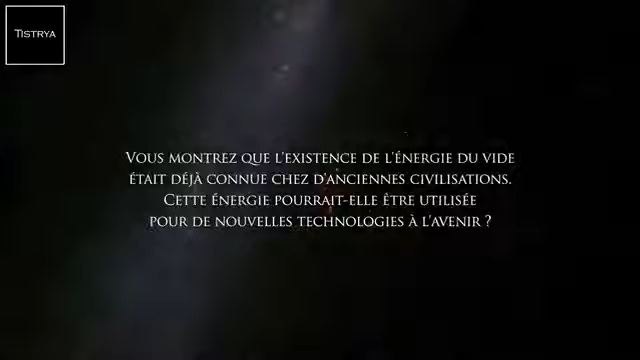 Tistrya
Vous montrez que l'existence de l'énergie du vide
était déjà connue chez d'anciennes civilisations.
Cette énergie pourrait-elle être utilisée
pour de nouvelles technologies à l'avenir ?